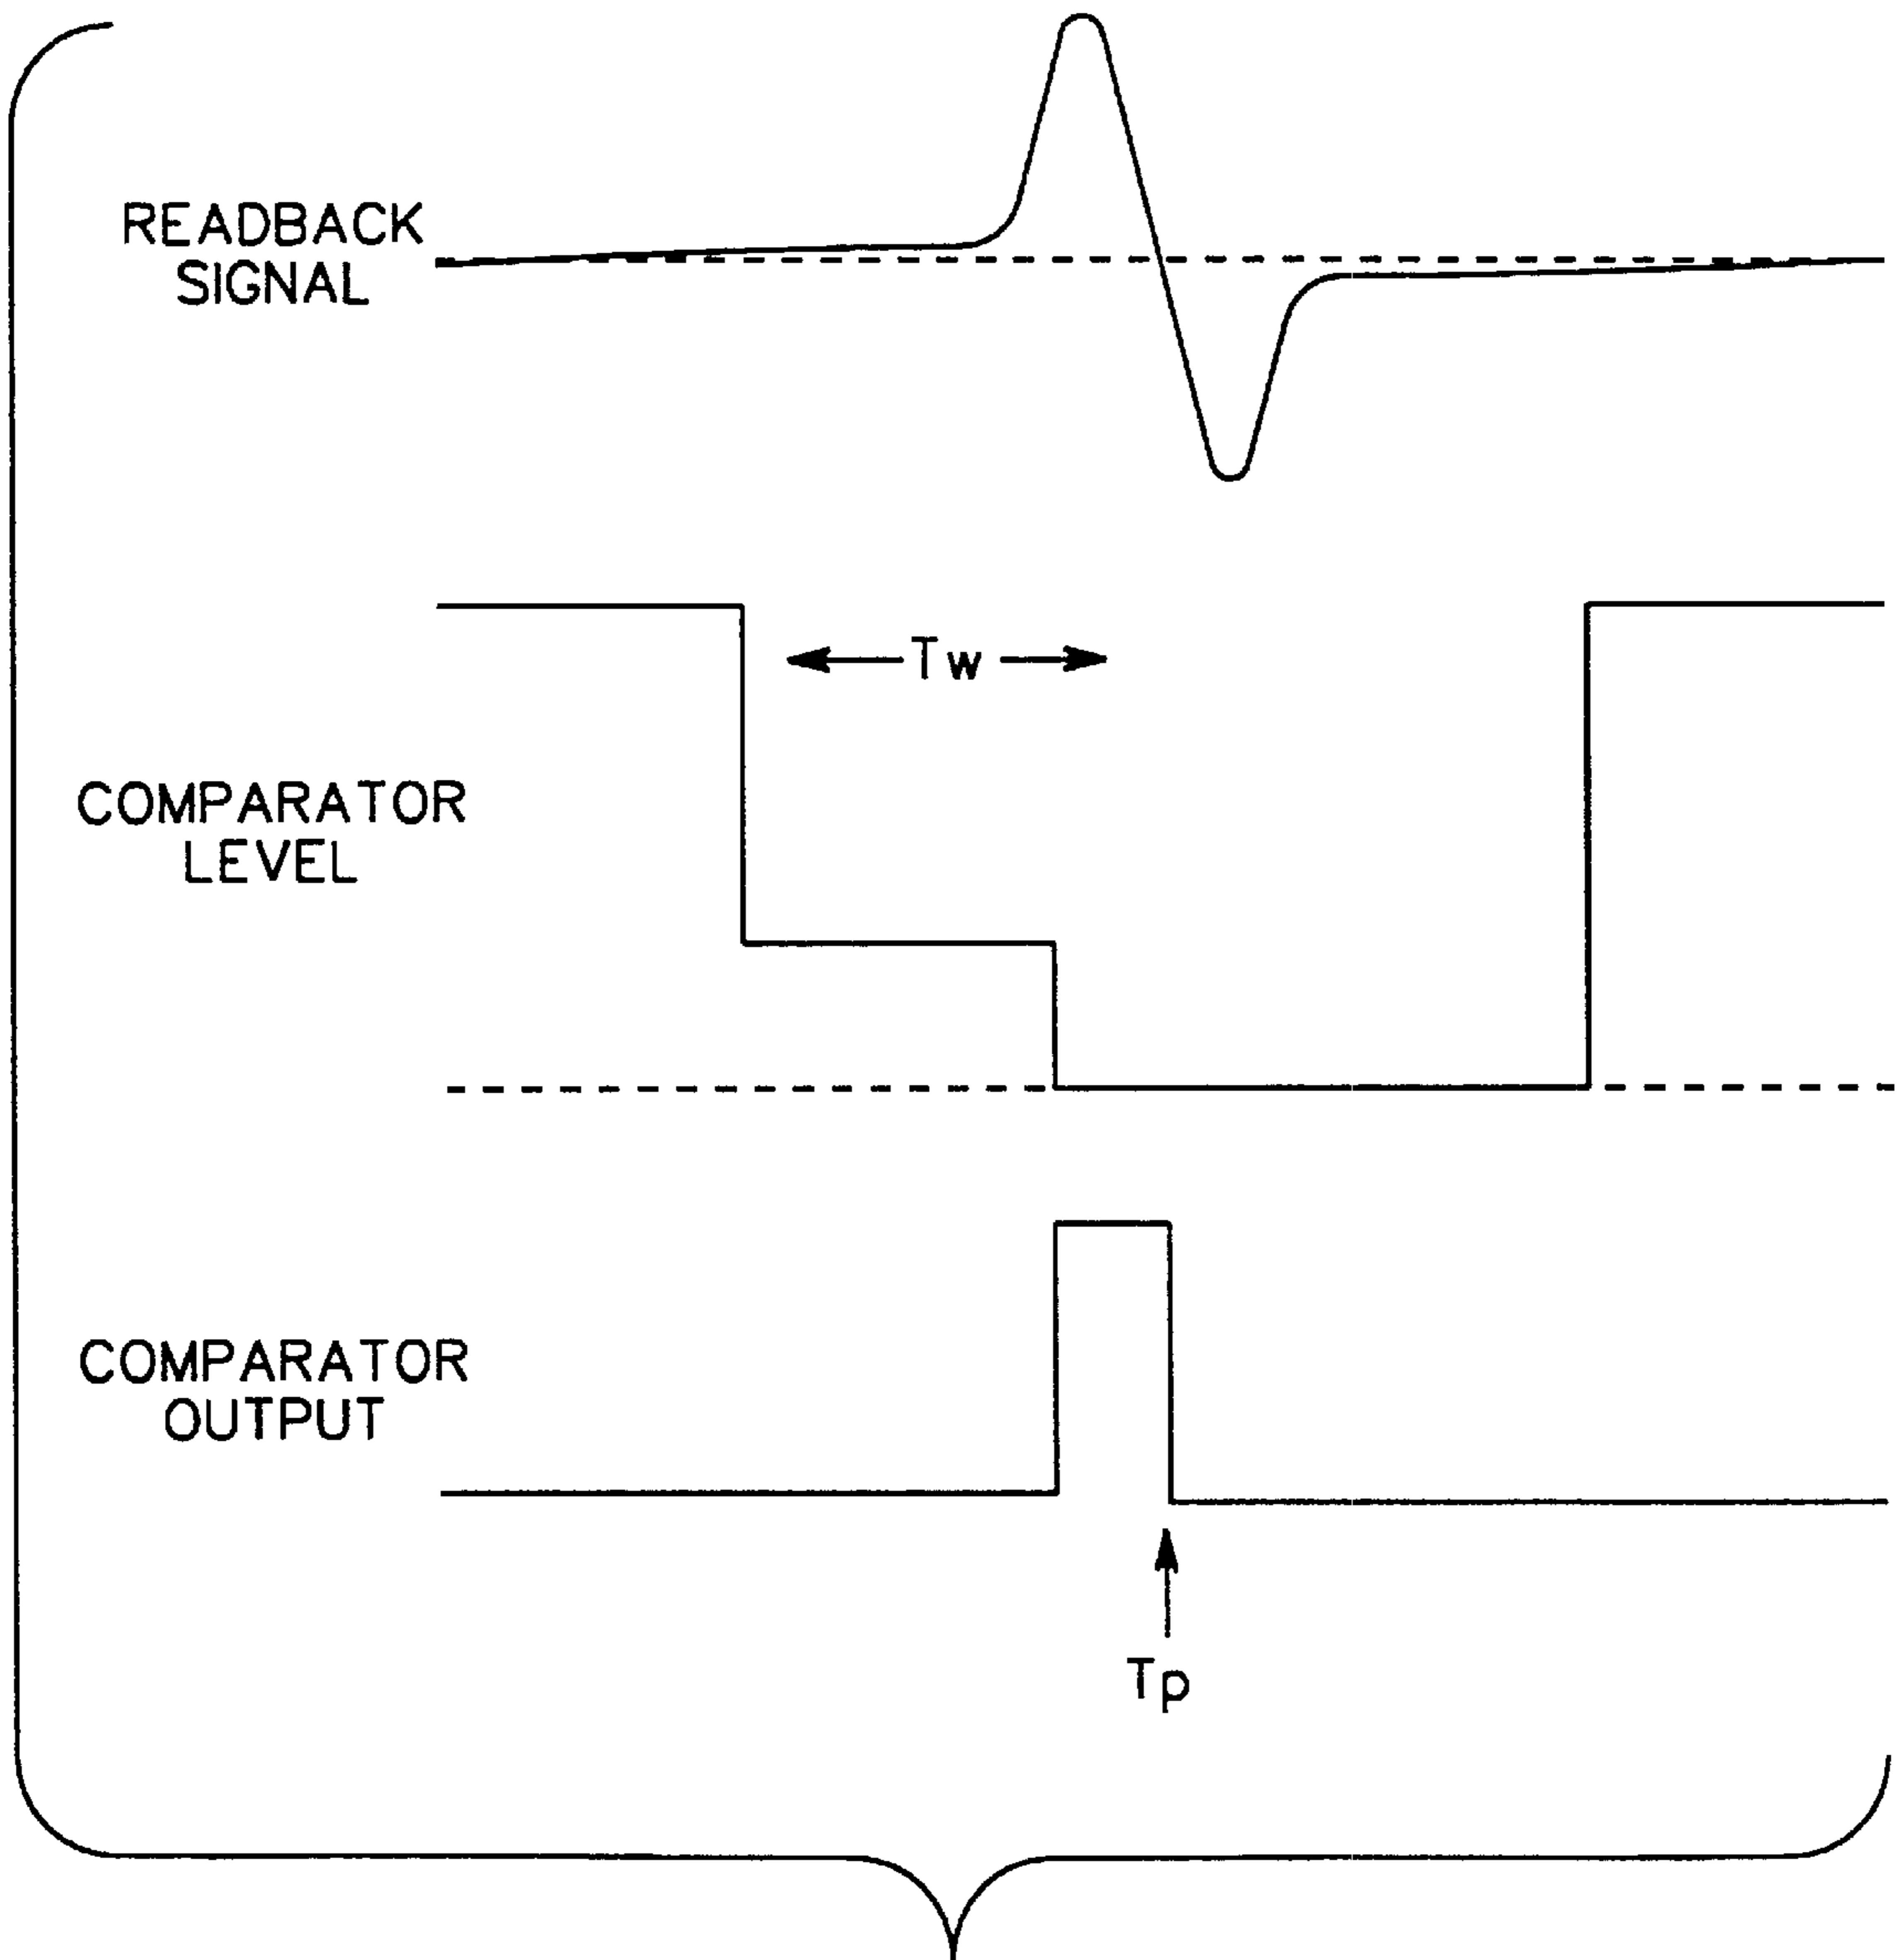 READBACK
SIGNAL
Tw
COMPARATOR
LEVEL
COMPARATOR
OUTPUT
Tp